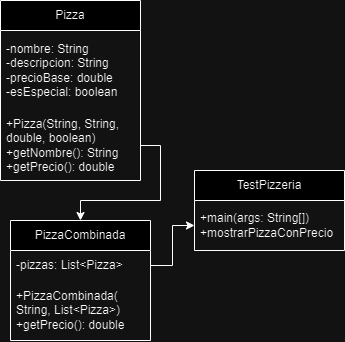 Pizza
-nombre: String
-descripcion: String
-precioBase: double
-esEspecial: boolean
+Pizza(String, String,
double, boolean)
+getNombre(): String
+getPrecio(): double
TestPizzeria
+main(args: String[])
+mostrarPizzaConPrecio
PizzaCombinada
-pizzas: List<Pizza>
+PizzaCombinada(
String, List<Pizza>)
+getPrecio(): double